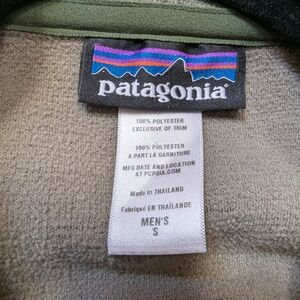 patagonia®
100% POLYESTER
EXCLUSIVE OF TRIM
100% POLYESTER
A PART LA GARNITURE
MFG DATE AND LOCATION
AT PCPGIA.COM
Made in THAILAND
Fabriqué EN THAÏLANDE
MEN'S
S